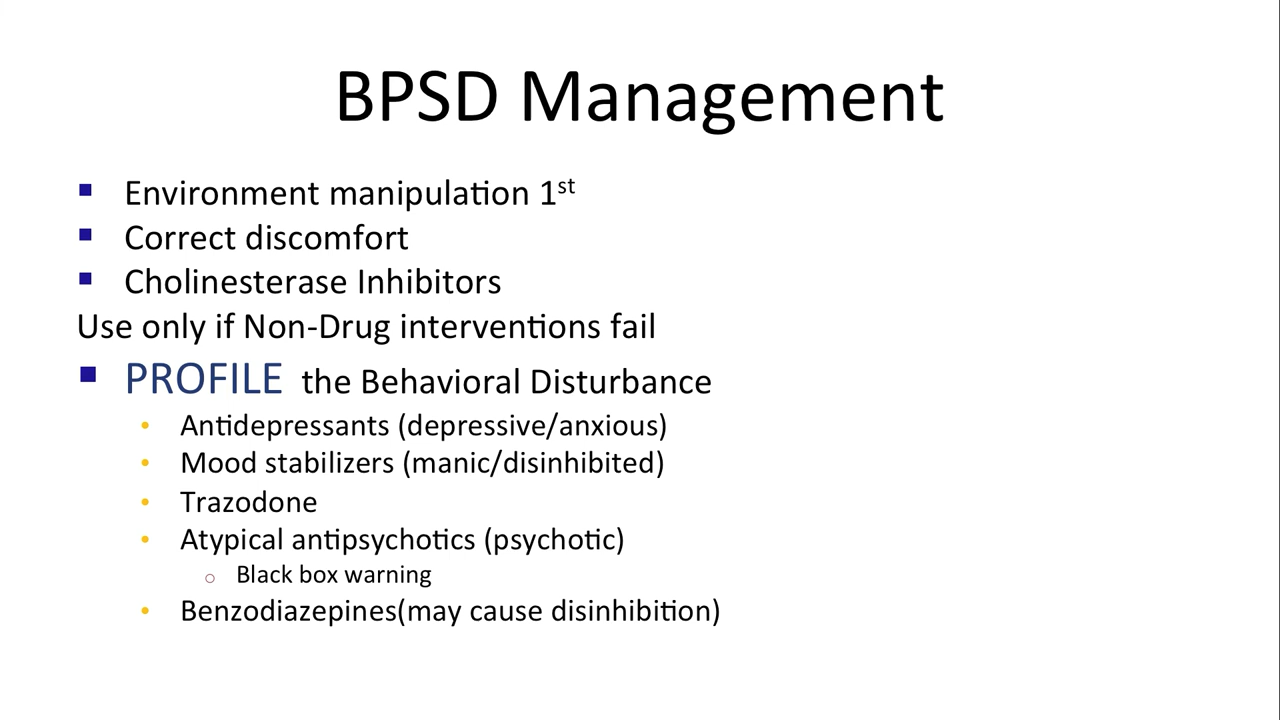 BPSD Management
▪ Environment manipulation 1st
▪ Correct discomfort
▪ Cholinesterase Inhibitors
Use only if Non-Drug interventions fail
▪ PROFILE the Behavioral Disturbance
• Antidepressants (depressive/anxious)
• Mood stabilizers (manic/disinhibited)
• Trazodone
• Atypical antipsychotics (psychotic)
○ Black box warning
• Benzodiazepines(may cause disinhibition)